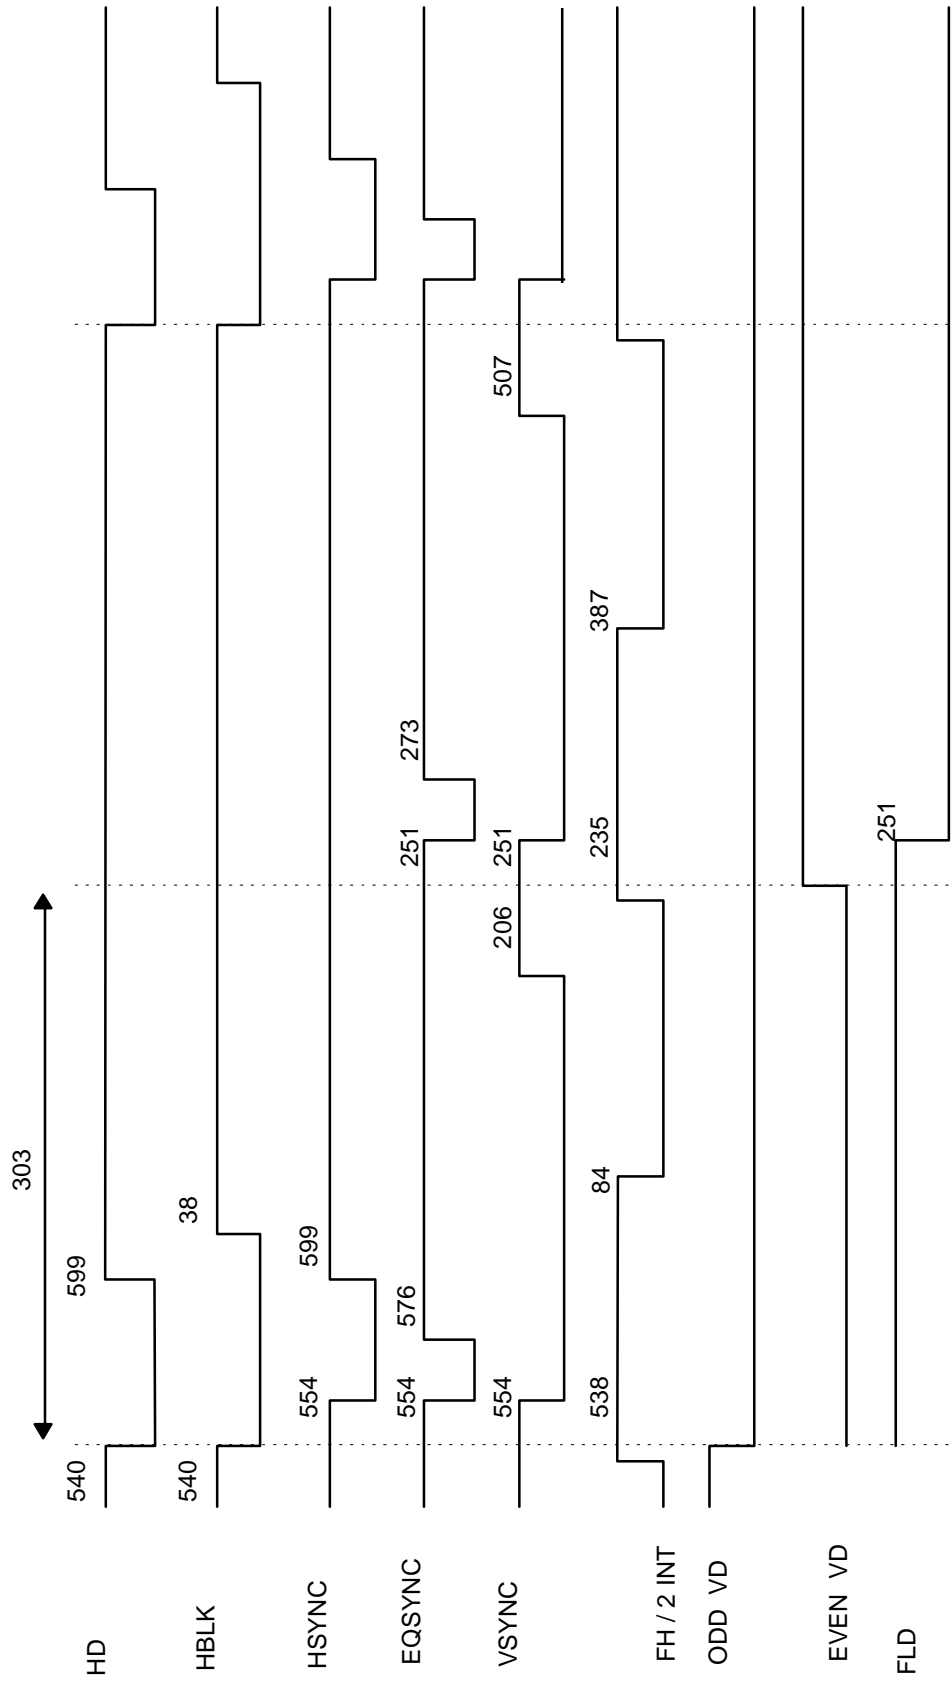 303
HD 540 599
HBLK 540 38
HSYNC 554 599
EQSYNC 554 576 251 273
VSYNC 554 206 251 507
FH / 2 INT 538 84 235 387
ODD VD
EVEN VD
FLD 251